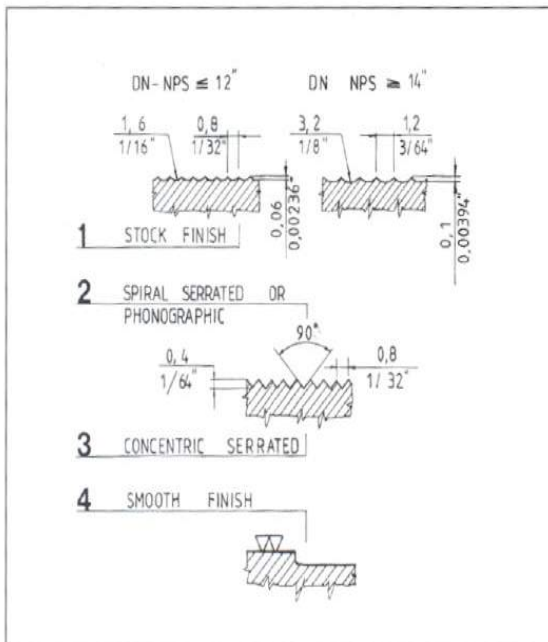 DN-NPS ≦ 12"
DN NPS ≧ 14"
1,6
1/16"
0,8
1/32"
3,2
1/8"
1,2
3/64"
0,06
0,00236"
0,1
0,00394"
1 STOCK FINISH
2 SPIRAL SERRATED OR
PHONOGRAPHIC
90°
0,4
1/64"
0,8
1/32"
3 CONCENTRIC SERRATED
4 SMOOTH FINISH